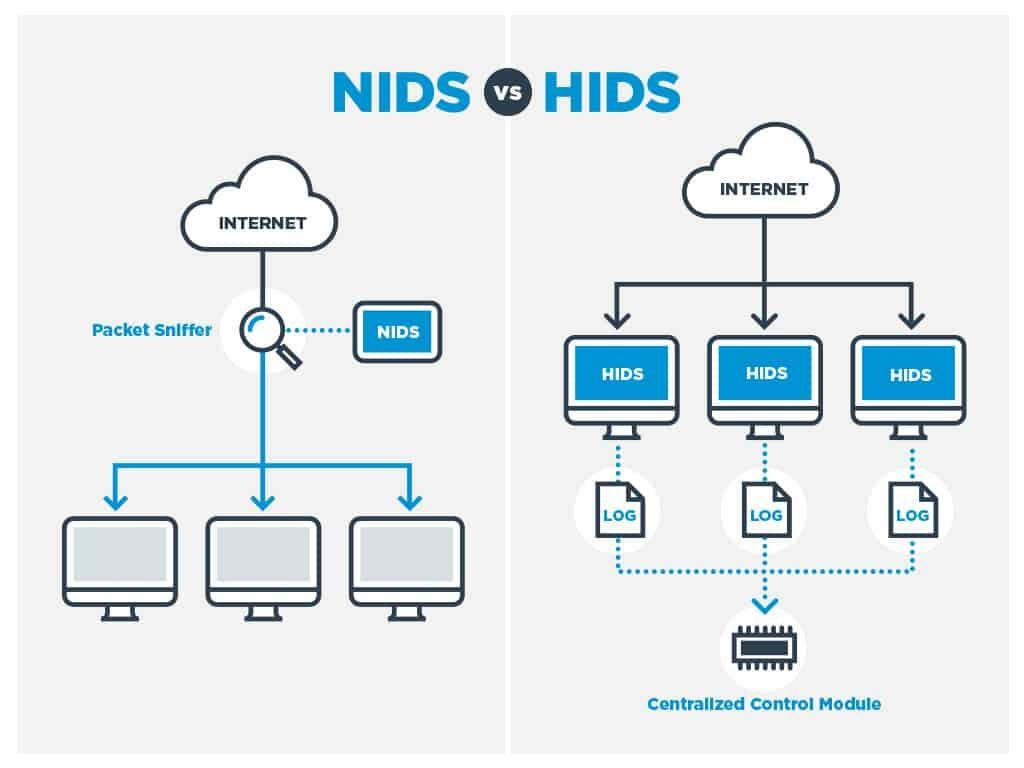 NIDS vs HIDS
INTERNET
Packet Sniffer
NIDS
INTERNET
HIDS
HIDS
HIDS
LOG
LOG
LOG
Centralized Control Module